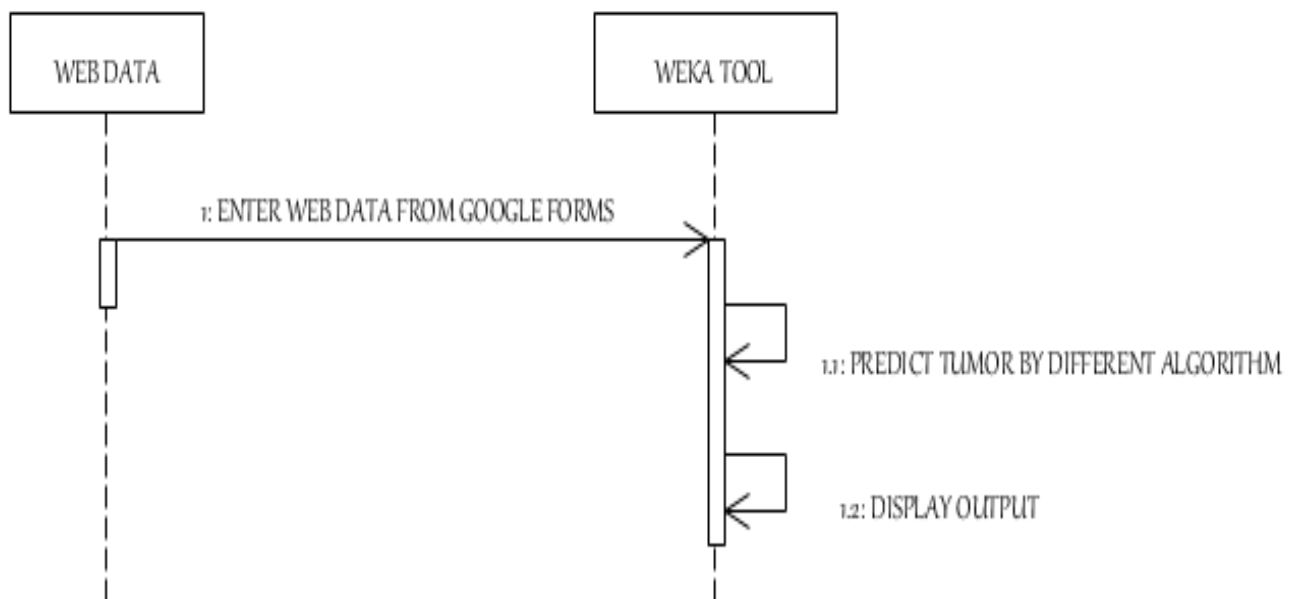 WEB DATA
WEKA TOOL
1: ENTER WEB DATA FROM GOOGLE FORMS
1.1: PREDICT TUMOR BY DIFFERENT ALGORITHM
1.2: DISPLAY OUTPUT